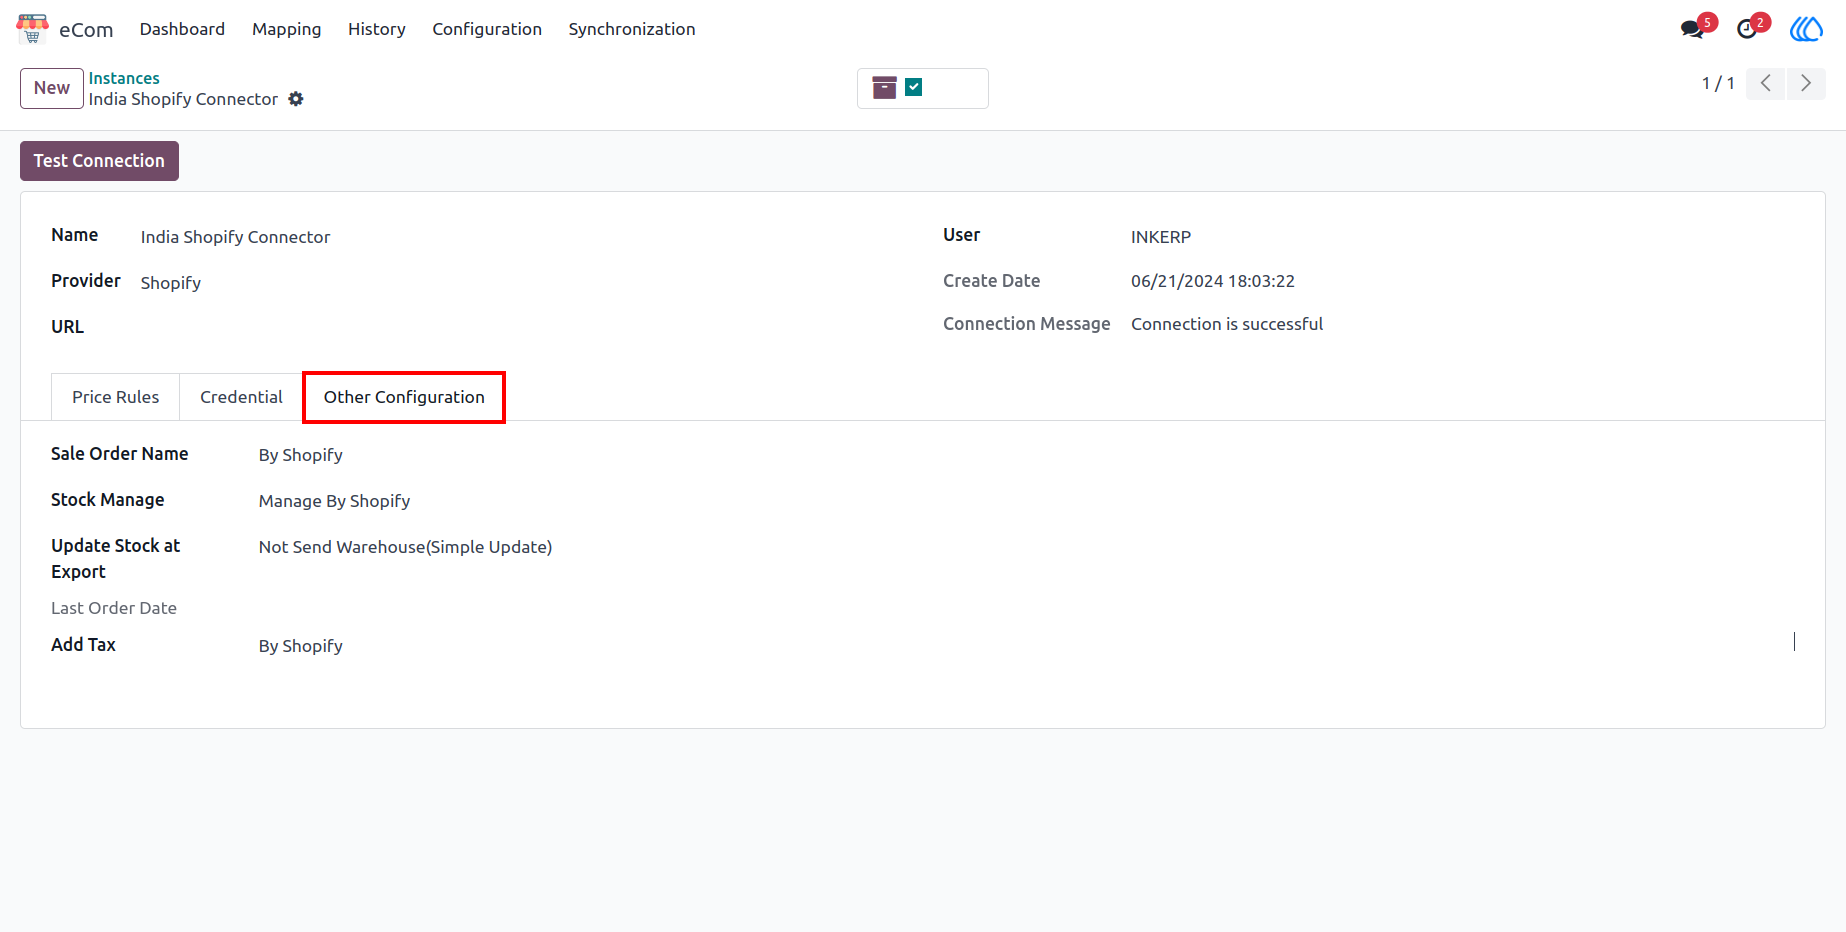 eCom Dashboard Mapping History Configuration Synchronization 5 2
New Instances
India Shopify Connector
1 / 1
Test Connection
Name India Shopify Connector
Provider Shopify
URL
User INKERP
Create Date 06/21/2024 18:03:22
Connection Message Connection is successful
Price Rules Credential Other Configuration
Sale Order Name By Shopify
Stock Manage Manage By Shopify
Update Stock at Not Send Warehouse(Simple Update)
Export
Last Order Date
Add Tax By Shopify